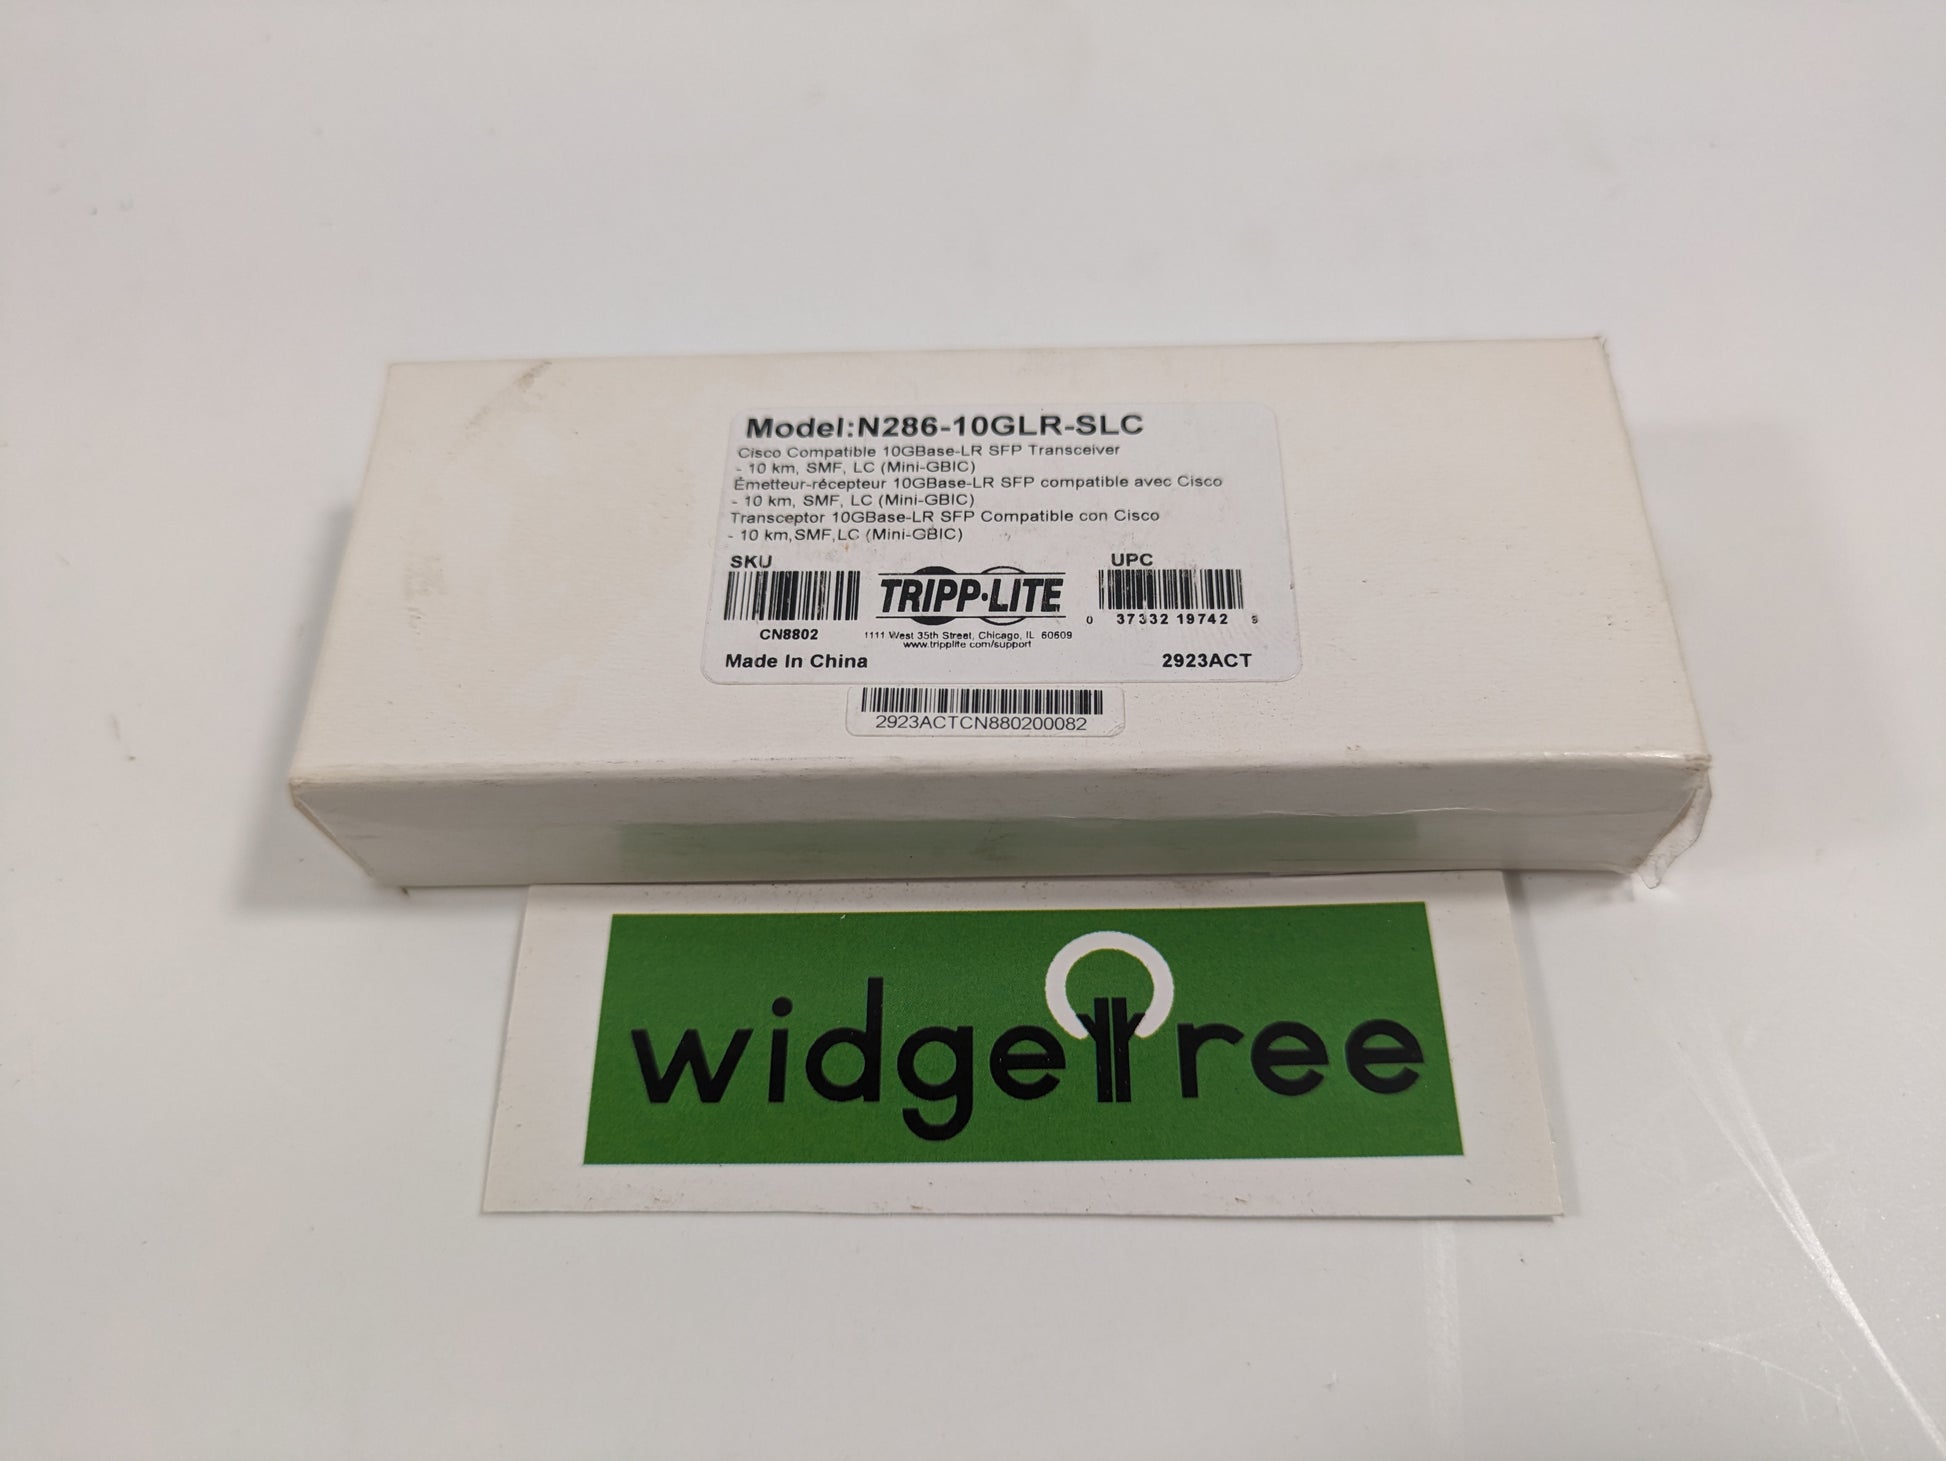 Model:N286-10GLR-SLC
Cisco Compatible 10GBase-LR SFP Transceiver
- 10 km, SMF, LC (Mini-GBIC)
Émetteur-récepteur 10GBase-LR SFP compatible avec Cisco
- 10 km, SMF, LC (Mini-GBIC)
Transceptor 10GBase-LR SFP Compatible con Cisco
- 10 km,SMF,LC (Mini-GBIC)
SKU UPC
TRIPP·LITE
CN8802
0 37332 19742
1111 West 35th Street, Chicago, IL 60609
www.tripplite.com/support
Made In China 2923ACT
2923ACTCN880200082
widgetree